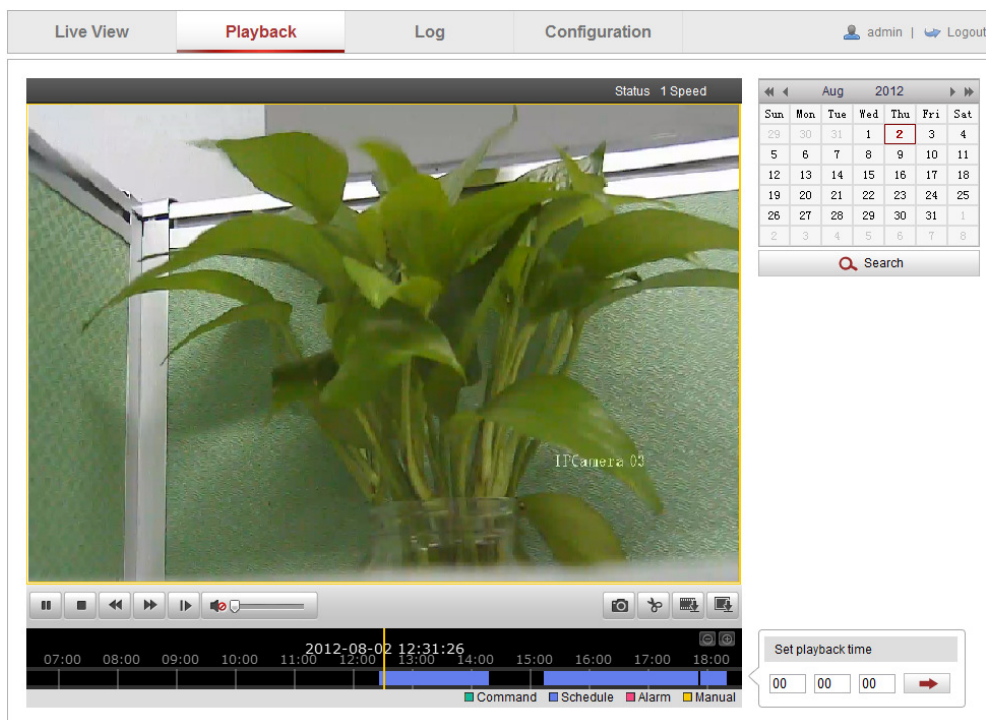 Live View
Playback
Log
Configuration
admin | Logout
Status 1 Speed
Aug 2012
Sun Mon Tue Wed Thu Fri Sat
29 30 31 1 2 3 4
5 6 7 8 9 10 11
12 13 14 15 16 17 18
19 20 21 22 23 24 25
26 27 28 29 30 31 1
2 3 4 5 6 7 8
Search
IPCamera 03
2012-08-02 12:31:26
07:00 08:00 09:00 10:00 11:00 12:00 13:00 14:00 15:00 16:00 17:00 18:00
Command Schedule Alarm Manual
Set playback time
00 00 00